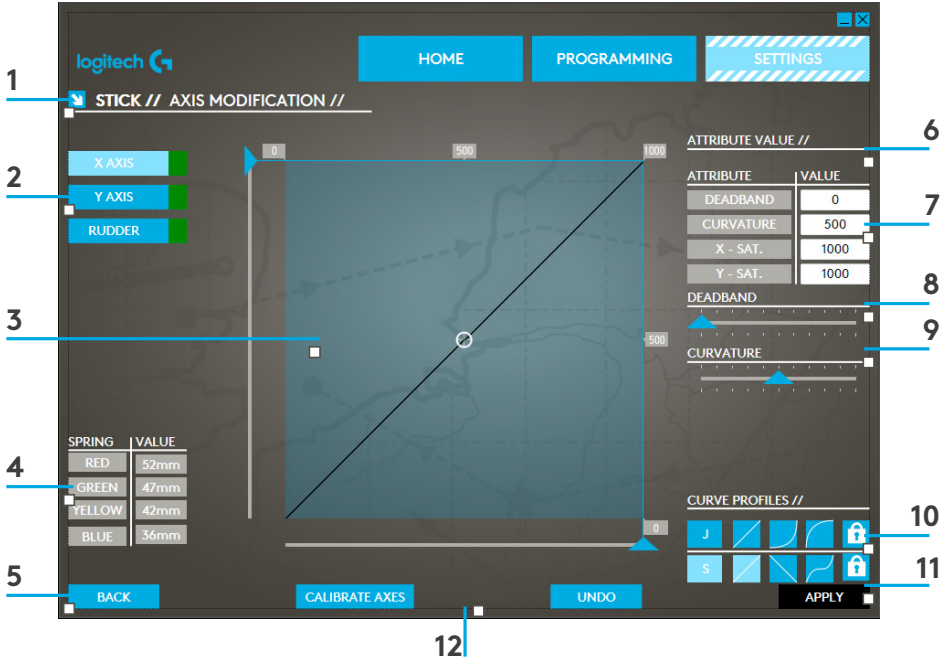 logitech G
HOME
PROGRAMMING
SETTINGS
1
STICK // AXIS MODIFICATION //
2
X AXIS
Y AXIS
RUDDER
0
500
1000
500
0
3
SPRING VALUE
RED 52mm
4
GREEN 47mm
YELLOW 42mm
BLUE 36mm
5
BACK
CALIBRATE AXES
UNDO
12
ATTRIBUTE VALUE //
6
ATTRIBUTE VALUE
DEADBAND 0
CURVATURE 500
7
X - SAT. 1000
Y - SAT. 1000
DEADBAND
8
CURVATURE
9
CURVE PROFILES //
J
10
S
11
APPLY